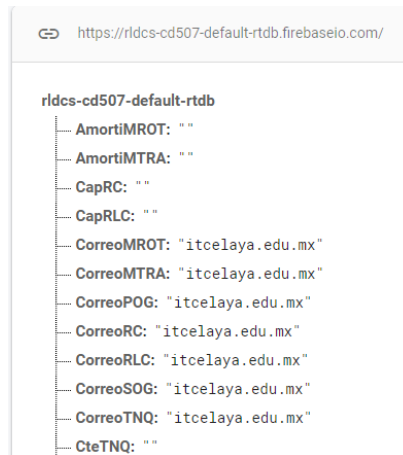 https://rldcs-cd507-default-rtdb.firebaseio.com/
rldcs-cd507-default-rtdb
AmortiMROT: ""
AmortiMTRA: ""
CapRC: ""
CapRLC: ""
CorreoMROT: "itcelaya.edu.mx"
CorreoMTRA: "itcelaya.edu.mx"
CorreoPOG: "itcelaya.edu.mx"
CorreoRC: "itcelaya.edu.mx"
CorreoRLC: "itcelaya.edu.mx"
CorreoSOG: "itcelaya.edu.mx"
CorreoTNQ: "itcelaya.edu.mx"
CteTNQ: ""